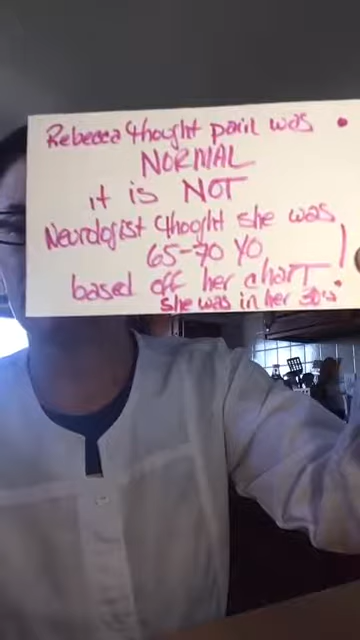 Rebecca thought pain was
NORMAL
it is NOT
Neurologist thought she was
65-70 YO
based off her chart
she was in her 30's